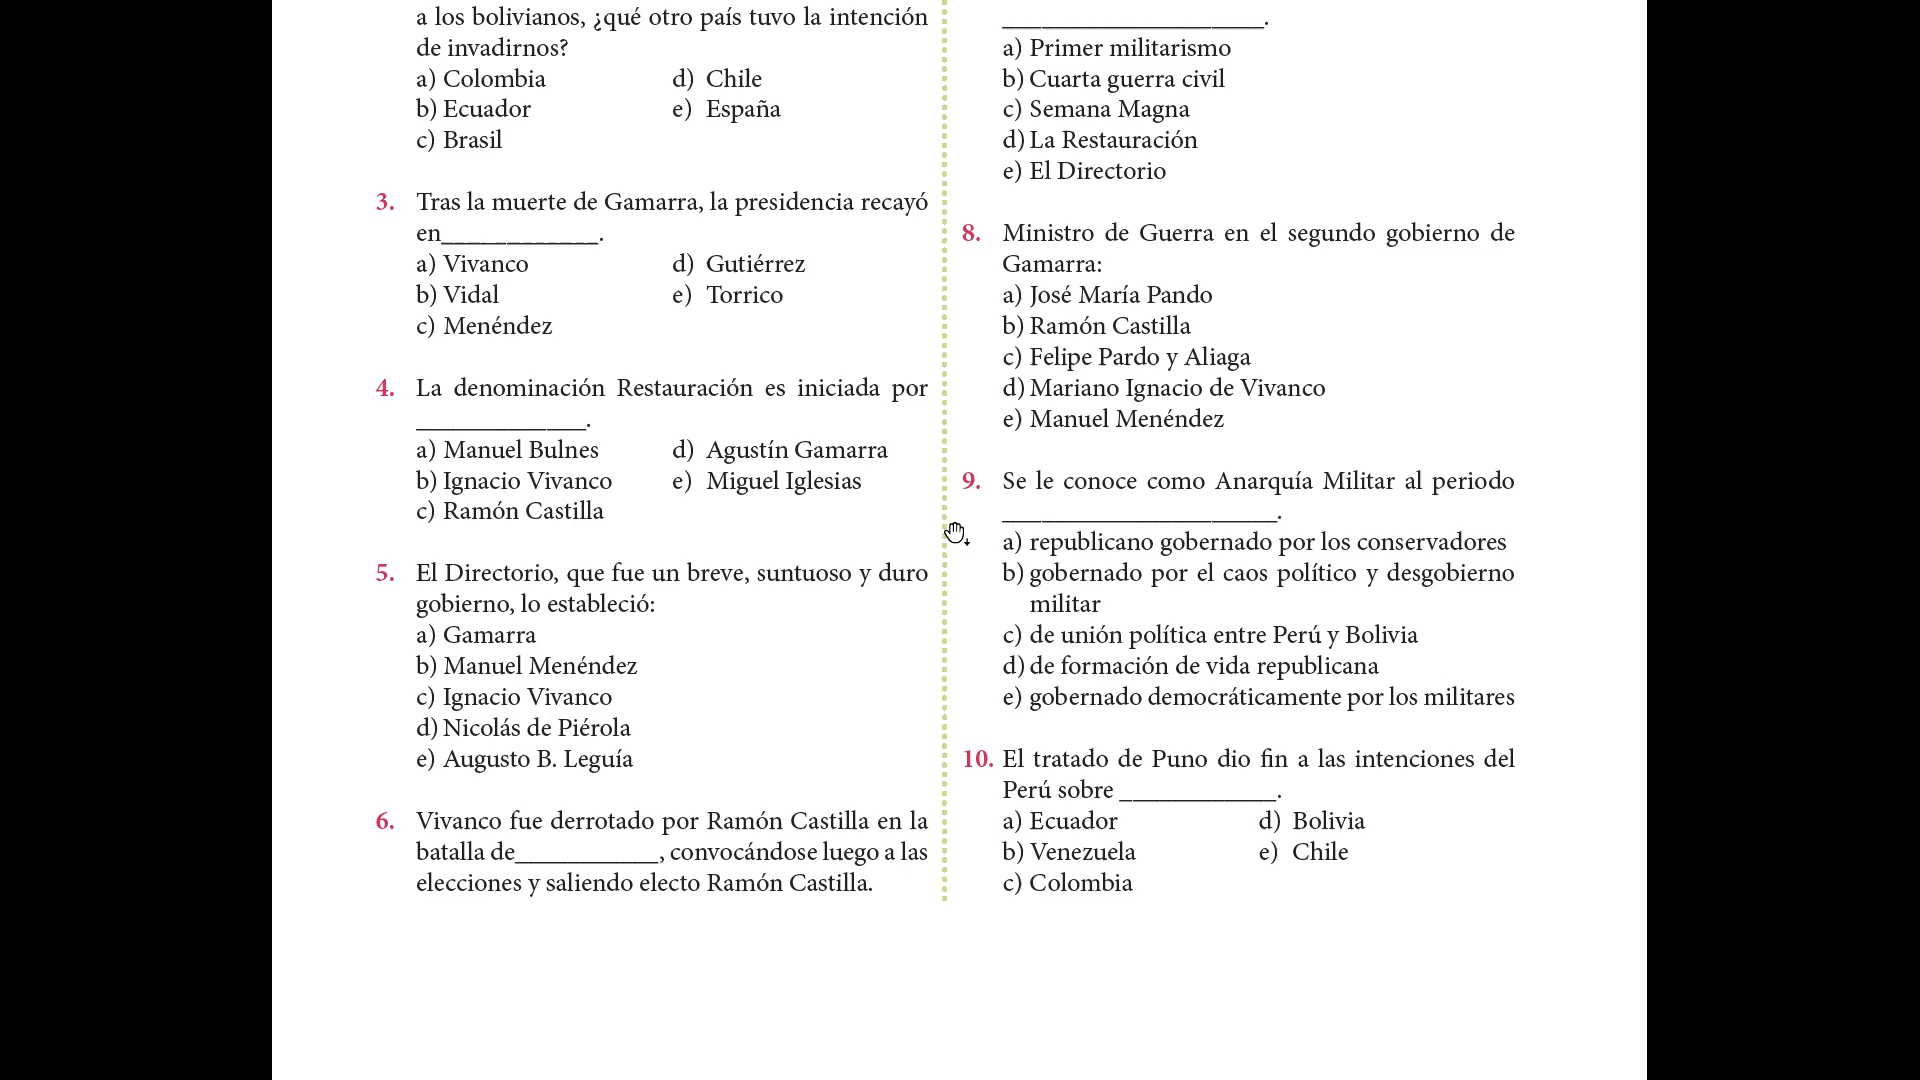 a los bolivianos, ¿qué otro país tuvo la intención
de invadirnos?
a) Colombia d) Chile
b) Ecuador e) España
c) Brasil
3. Tras la muerte de Gamarra, la presidencia recayó
en____________.
a) Vivanco d) Gutiérrez
b) Vidal e) Torrico
c) Menéndez
4. La denominación Restauración es iniciada por
_____________.
a) Manuel Bulnes d) Agustín Gamarra
b) Ignacio Vivanco e) Miguel Iglesias
c) Ramón Castilla
5. El Directorio, que fue un breve, suntuoso y duro
gobierno, lo estableció:
a) Gamarra
b) Manuel Menéndez
c) Ignacio Vivanco
d) Nicolás de Piérola
e) Augusto B. Leguía
6. Vivanco fue derrotado por Ramón Castilla en la
batalla de___________, convocándose luego a las
elecciones y saliendo electo Ramón Castilla.
____________________.
a) Primer militarismo
b) Cuarta guerra civil
c) Semana Magna
d) La Restauración
e) El Directorio
8. Ministro de Guerra en el segundo gobierno de
Gamarra:
a) José María Pando
b) Ramón Castilla
c) Felipe Pardo y Aliaga
d) Mariano Ignacio de Vivanco
e) Manuel Menéndez
9. Se le conoce como Anarquía Militar al periodo
_____________________.
a) republicano gobernado por los conservadores
b) gobernado por el caos político y desgobierno
militar
c) de unión política entre Perú y Bolivia
d) de formación de vida republicana
e) gobernado democráticamente por los militares
10. El tratado de Puno dio fin a las intenciones del
Perú sobre ____________.
a) Ecuador d) Bolivia
b) Venezuela e) Chile
c) Colombia